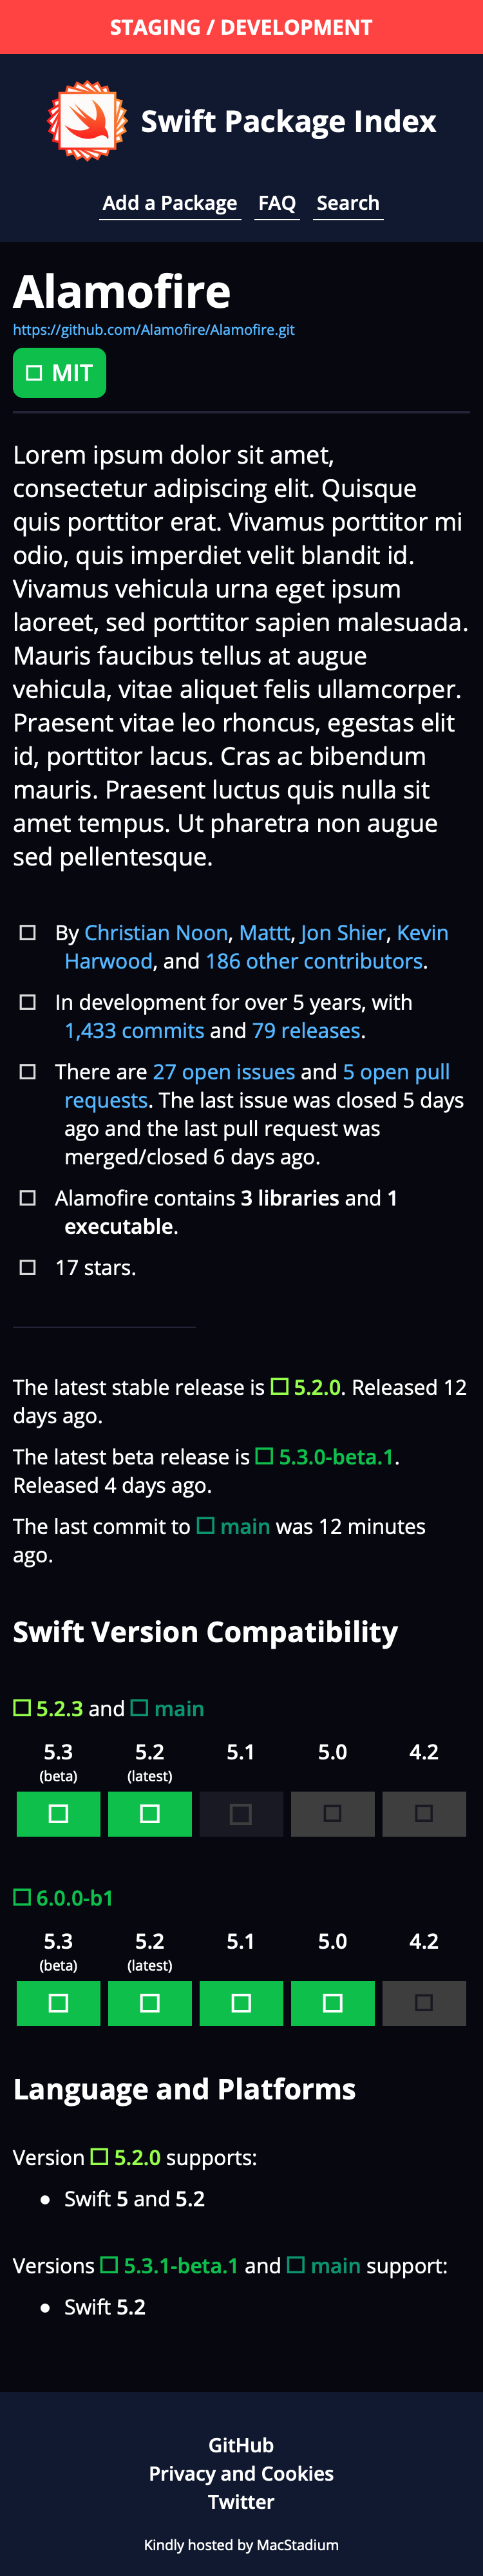 STAGING / DEVELOPMENT
Swift Package Index
Add a Package FAQ Search
Alamofire
https://github.com/Alamofire/Alamofire.git
MIT
Lorem ipsum dolor sit amet,
consectetur adipiscing elit. Quisque
quis porttitor erat. Vivamus porttitor mi
odio, quis imperdiet velit blandit id.
Vivamus vehicula urna eget ipsum
laoreet, sed porttitor sapien malesuada.
Mauris faucibus tellus at augue
vehicula, vitae aliquet felis ullamcorper.
Praesent vitae leo rhoncus, egestas elit
id, porttitor lacus. Cras ac bibendum
mauris. Praesent luctus quis nulla sit
amet tempus. Ut pharetra non augue
sed pellentesque.
By Christian Noon, Mattt, Jon Shier, Kevin
Harwood, and 186 other contributors.
In development for over 5 years, with
1,433 commits and 79 releases.
There are 27 open issues and 5 open pull
requests. The last issue was closed 5 days
ago and the last pull request was
merged/closed 6 days ago.
Alamofire contains 3 libraries and 1
executable.
17 stars.
The latest stable release is 5.2.0. Released 12
days ago.
The latest beta release is 5.3.0-beta.1.
Released 4 days ago.
The last commit to main was 12 minutes
ago.
Swift Version Compatibility
5.2.3 and main
5.3 5.2 5.1 5.0 4.2
(beta) (latest)
6.0.0-b1
5.3 5.2 5.1 5.0 4.2
(beta) (latest)
Language and Platforms
Version 5.2.0 supports:
• Swift 5 and 5.2
Versions 5.3.1-beta.1 and main support:
• Swift 5.2
GitHub
Privacy and Cookies
Twitter
Kindly hosted by MacStadium